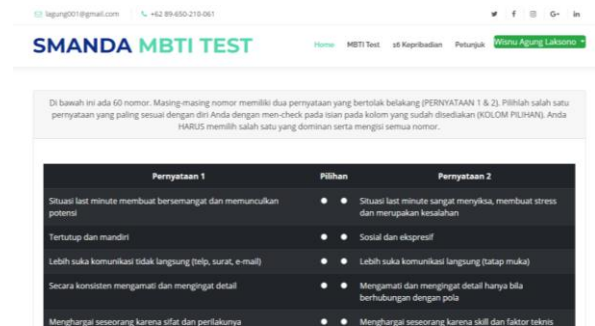 lagung001@gmail.com +62 89-650-210-061
SMANDA MBTI TEST
Home MBTI Test 16 Kepribadian Petunjuk Wisnu Agung Laksono
Di bawah ini ada 60 nomor. Masing-masing nomor memiliki dua pernyataan yang bertolak belakang (PERNYATAAN 1 & 2). Pilihlah salah satu
pernyataan yang paling sesuai dengan diri Anda dengan men-check pada isian pada kolom yang sudah disediakan (KOLOM PILIHAN). Anda
HARUS memilih salah satu yang dominan serta mengisi semua nomor.
Pernyataan 1 Pilihan Pernyataan 2
Situasi last minute membuat bersemangat dan memunculkan
potensi
Situasi last minute sangat menyiksa, membuat stress
dan merupakan kesalahan
Tertutup dan mandiri Sosial dan ekspresif
Lebih suka komunikasi tidak langsung (telp, surat, e-mail) Lebih suka komunikasi langsung (tatap muka)
Secara konsisten mengamati dan mengingat detail
Mengamati dan mengingat detail hanya bila
berhubungan dengan pola
Menghargai seseorang karena sifat dan perilakunya Menghargai seseorang karena skill dan faktor teknis